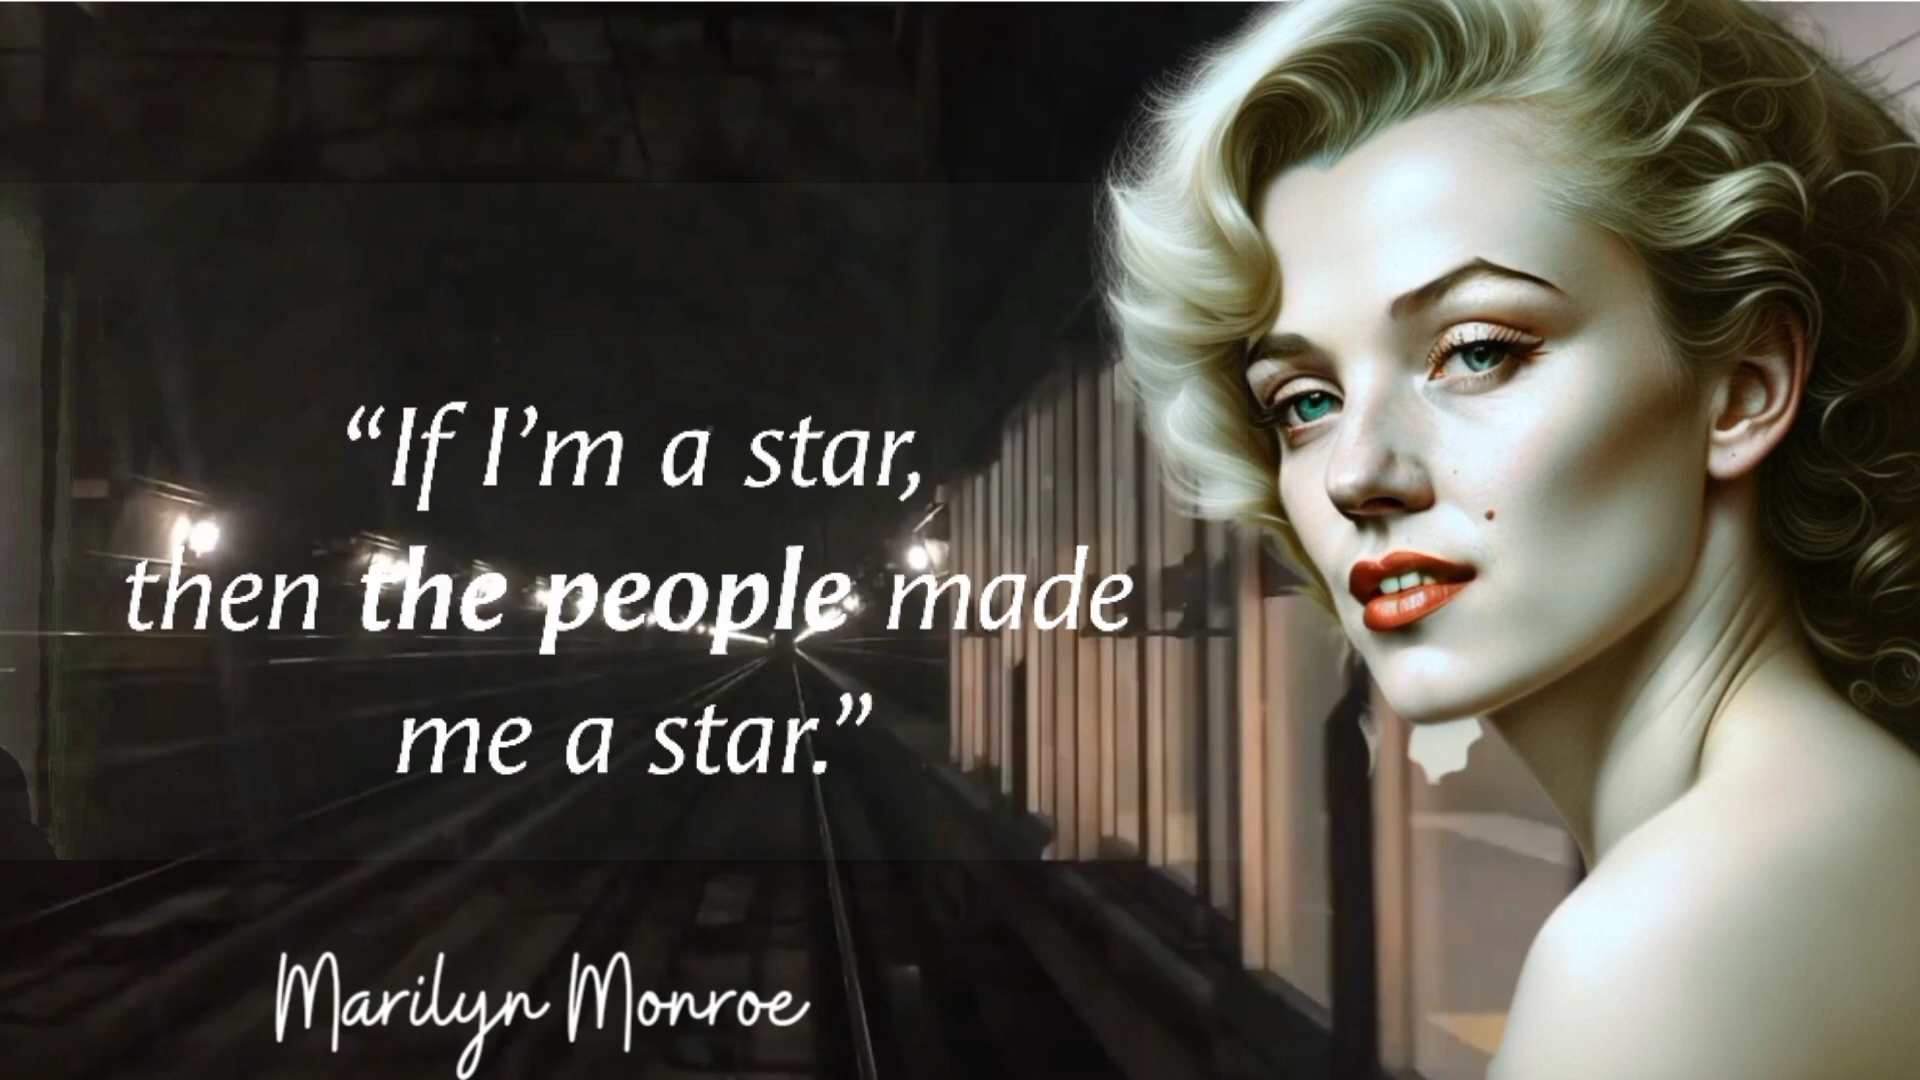 “If I’m a star,
then the people made
me a star.”
Marilyn Monroe